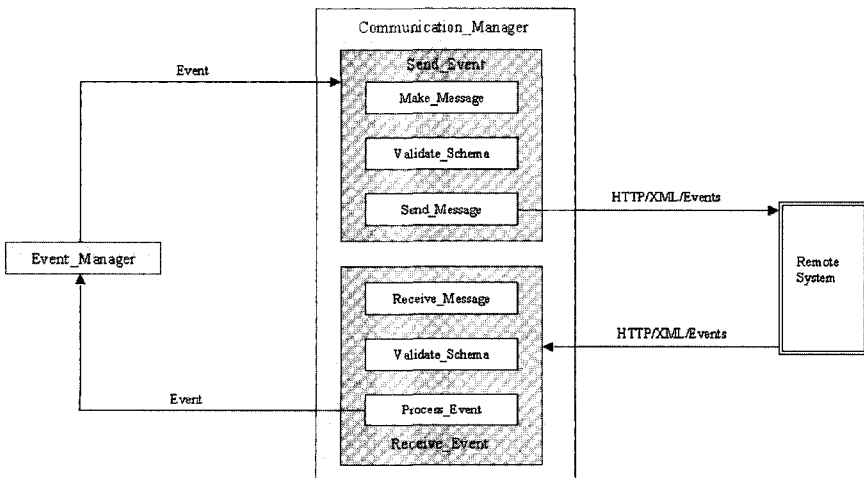 Communication_Manager
Send_Event
Event
Make_Message
Validate_Schema
Send_Message
HTTP/XML/Events
Event_Manager
Remote
System
Receive_Message
Validate_Schema
HTTP/XML/Events
Event
Process_Event
Receive_Event